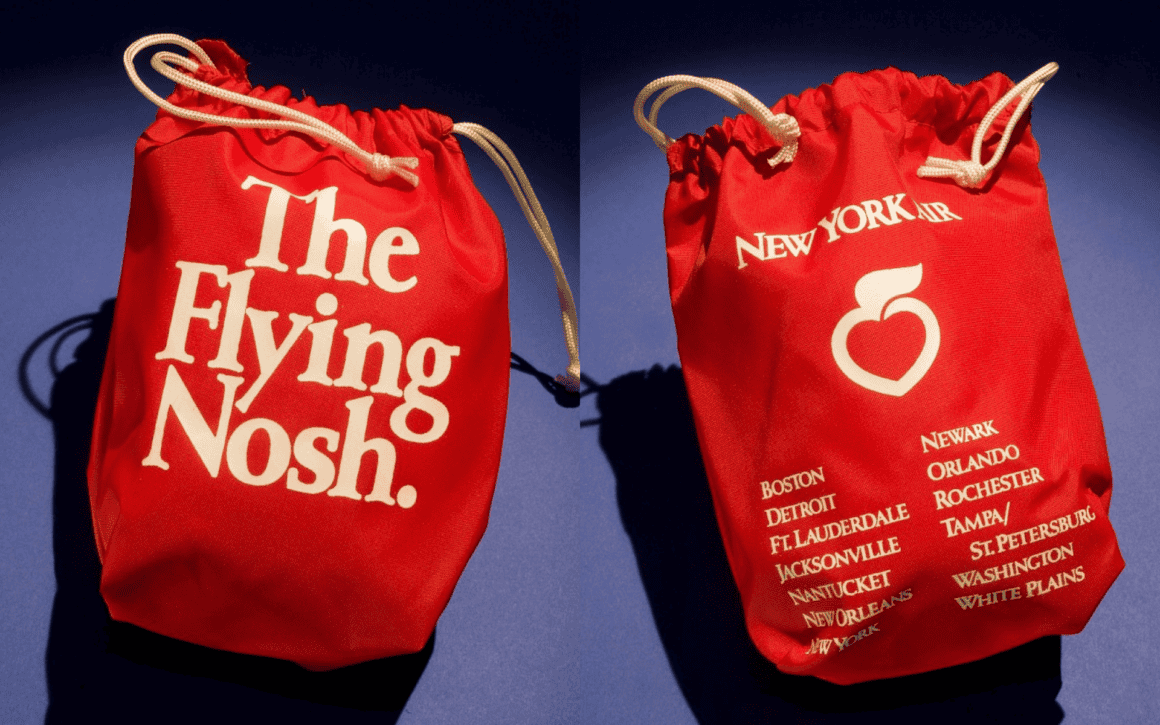 The
Flying
Nosh.
NEW YORK AIR
BOSTON
DETROIT
FT. LAUDERDALE
JACKSONVILLE
NANTUCKET
NEW ORLEANS
NEW YORK
NEWARK
ORLANDO
ROCHESTER
TAMPA/
ST. PETERSBURG
WASHINGTON
WHITE PLAINS